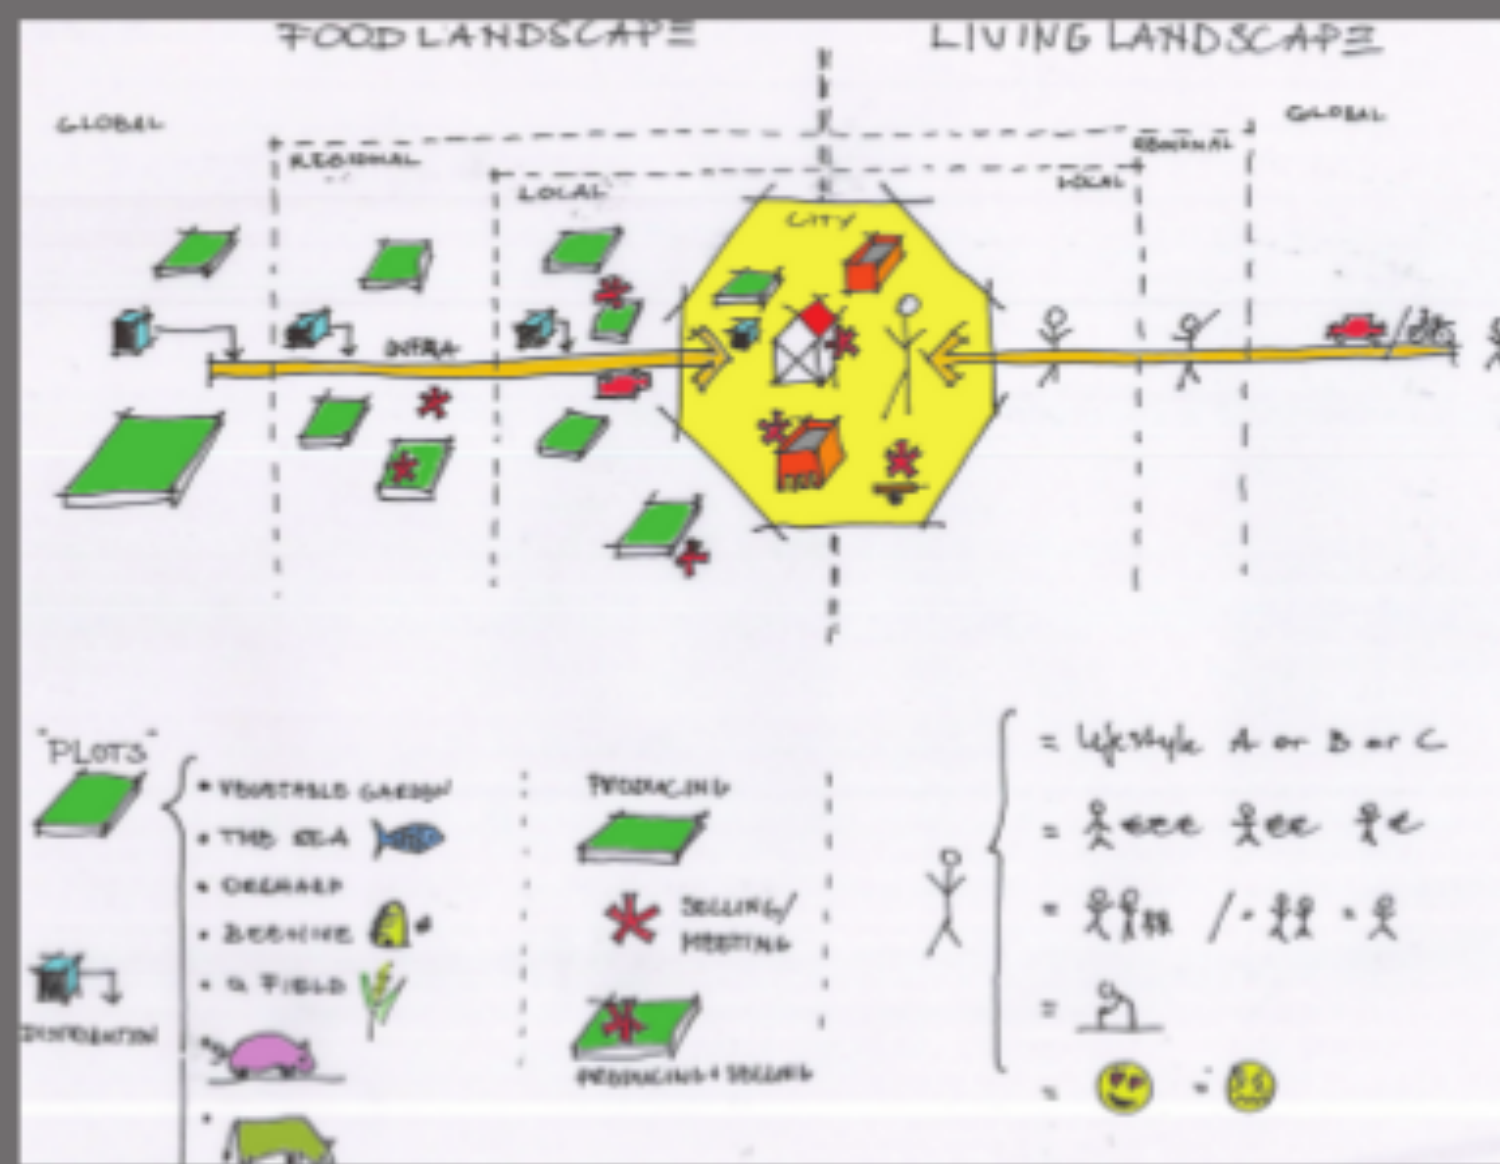 FOOD LANDSCAPE
LIVING LANDSCAPE
GLOBAL
GLOBAL
REGIONAL
REGIONAL
LOCAL
LOCAL
CITY
INFRA
"PLOTS"
• VEGETABLE GARDEN
• THE SEA
• ORCHARD
• BEEHIVE
• a FIELD
•
•
DISTRIBUTION
PRODUCING
SELLING/
MEETING
PRODUCING + SELLING
= lifestyle A or B or C
= €€€ €€ €
= / =
=
= =